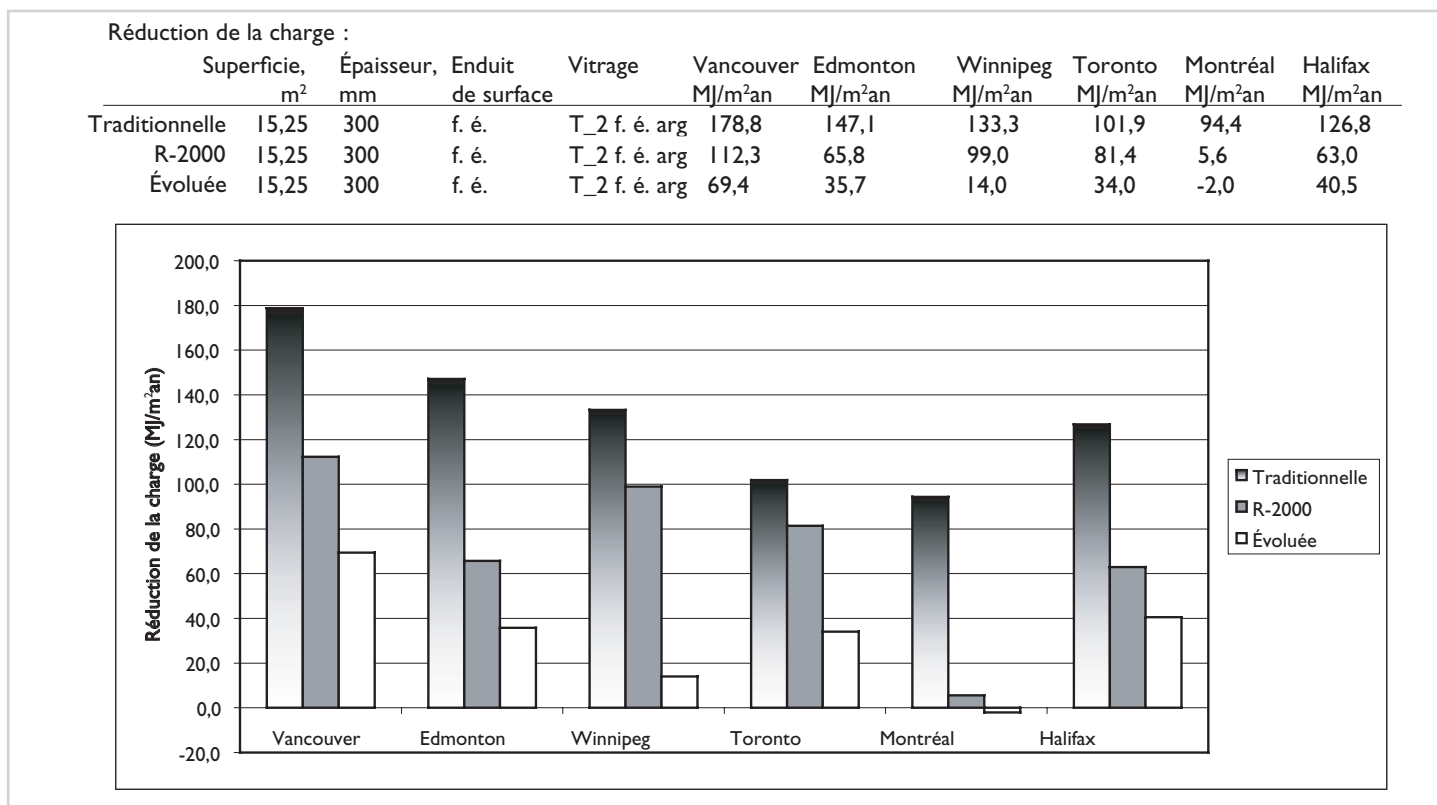 Réduction de la charge :
Superficie, Épaisseur, Enduit Vitrage Vancouver Edmonton Winnipeg Toronto Montréal Halifax
m² mm de surface MJ/m²an MJ/m²an MJ/m²an MJ/m²an MJ/m²an MJ/m²an
Traditionnelle 15,25 300 f. é. T_2 f. é. arg 178,8 147,1 133,3 101,9 94,4 126,8
R-2000 15,25 300 f. é. T_2 f. é. arg 112,3 65,8 99,0 81,4 5,6 63,0
Évoluée 15,25 300 f. é. T_2 f. é. arg 69,4 35,7 14,0 34,0 -2,0 40,5
Réduction de la charge (MJ/m²an)
200,0
180,0
160,0
140,0
120,0
100,0
80,0
60,0
40,0
20,0
0,0
-20,0
Vancouver Edmonton Winnipeg Toronto Montréal Halifax
Traditionnelle
R-2000
Évoluée